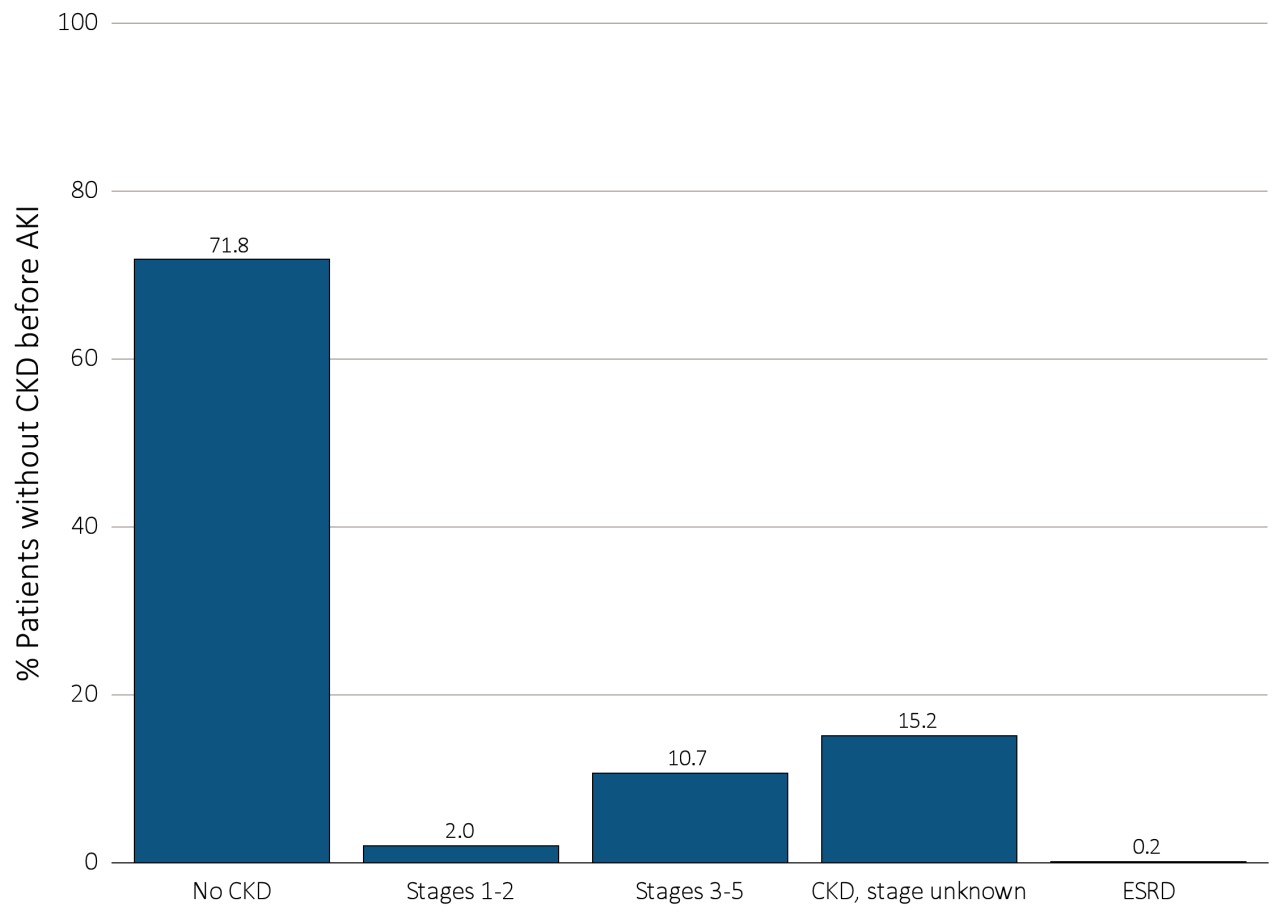 % Patients without CKD before AKI
100
80
60
40
20
0
71.8
2.0
10.7
15.2
0.2
No CKD
Stages 1-2
Stages 3-5
CKD, stage unknown
ESRD